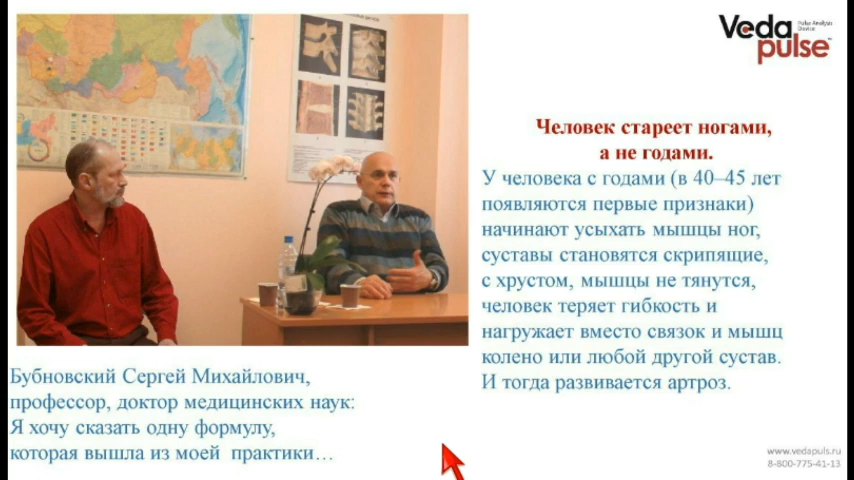 Veda
pulse
Pulse Analysis
Device
Человек стареет ногами,
а не годами.
У человека с годами (в 40–45 лет
появляются первые признаки)
начинают усыхать мышцы ног,
суставы становятся скрипящие,
с хрустом, мышцы не тянутся,
человек теряет гибкость и
нагружает вместо связок и мышц
колено или любой другой сустав.
И тогда развивается артроз.
Бубновский Сергей Михайлович,
профессор, доктор медицинских наук:
Я хочу сказать одну формулу,
которая вышла из моей практики…
www.vedapuls.ru
8-800-775-41-13